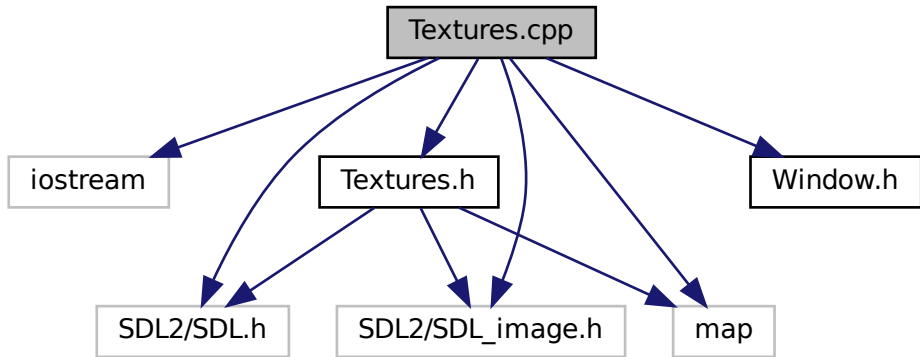 Textures.cpp
iostream
Textures.h
Window.h
SDL2/SDL.h
SDL2/SDL_image.h
map